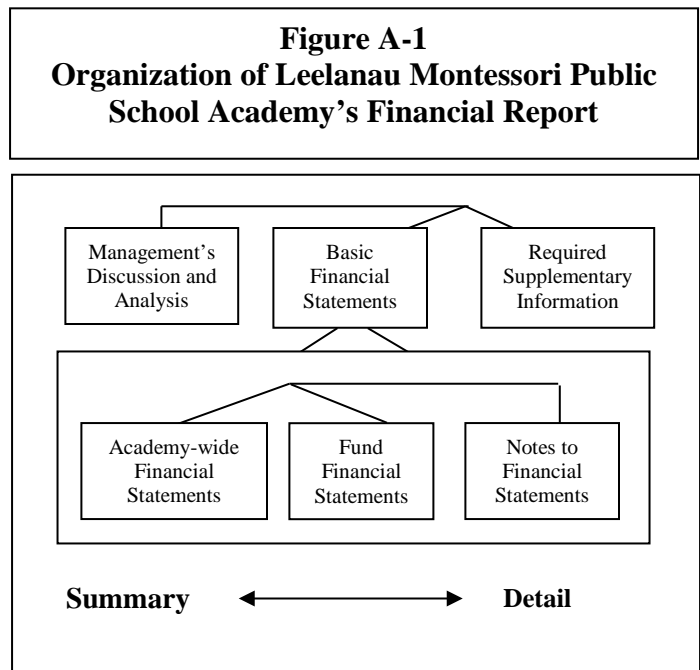 Figure A-1
Organization of Leelanau Montessori Public
School Academy’s Financial Report
Management’s
Discussion and
Analysis
Basic
Financial
Statements
Required
Supplementary
Information
Academy-wide
Financial
Statements
Fund
Financial
Statements
Notes to
Financial
Statements
Summary
Detail